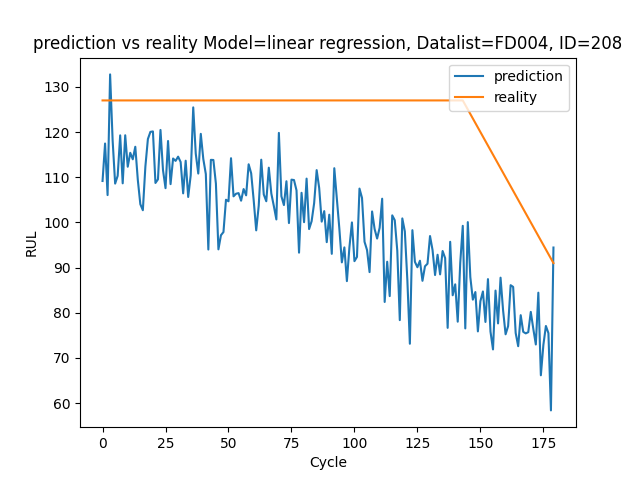 prediction vs reality Model=linear regression, Datalist=FD004, ID=208
prediction
reality
130
120
110
100
90
80
70
60
RUL
0 25 50 75 100 125 150 175
Cycle